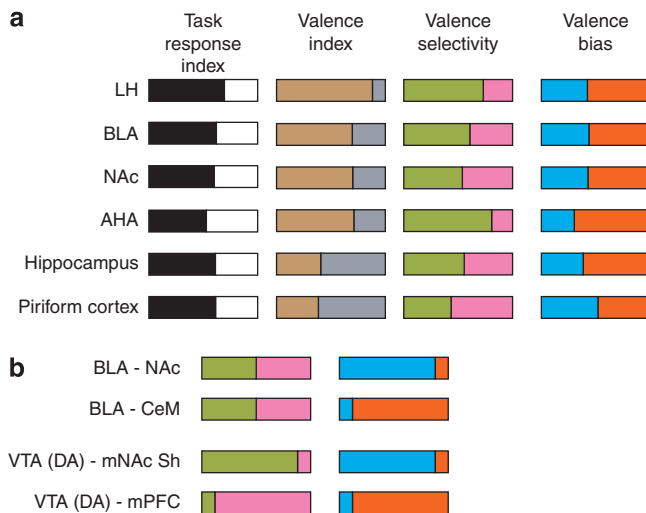 a
Task response index
Valence index
Valence selectivity
Valence bias
LH
BLA
NAc
AHA
Hippocampus
Piriform cortex
b
BLA - NAc
BLA - CeM
VTA (DA) - mNAc Sh
VTA (DA) - mPFC